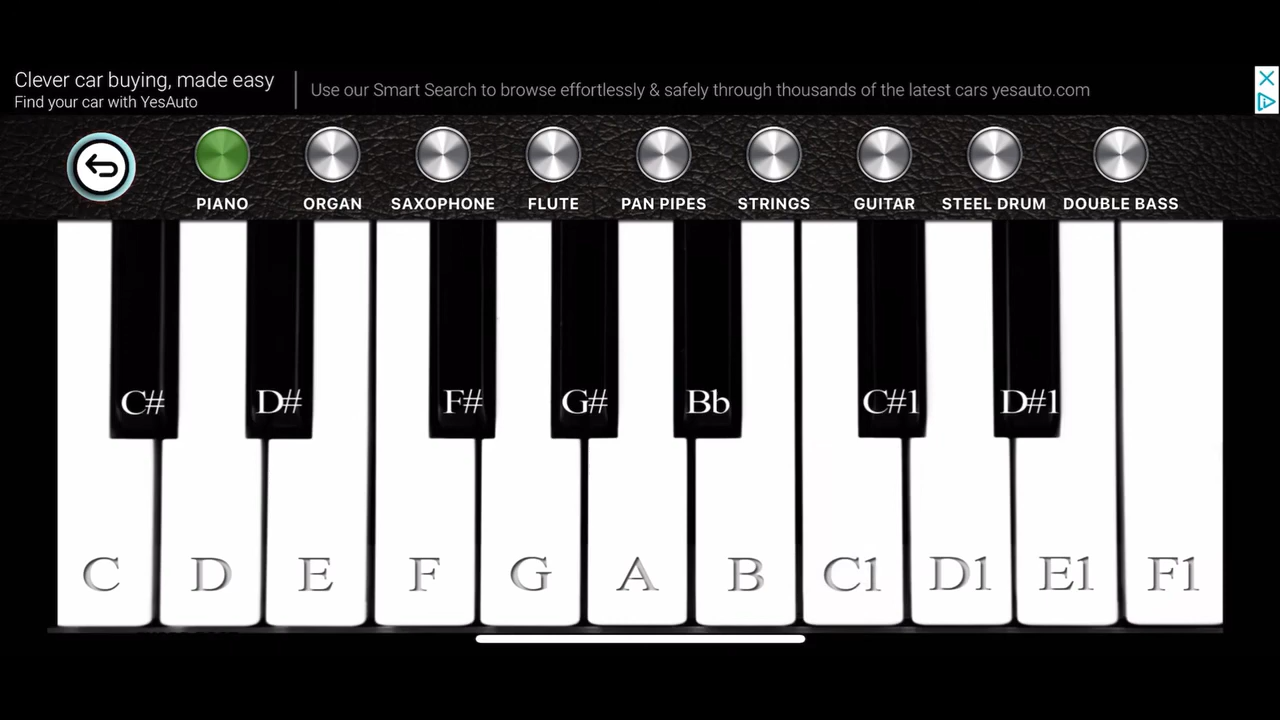 Clever car buying, made easy
Find your car with YesAuto
Use our Smart Search to browse effortlessly & safely through thousands of the latest cars yesauto.com
PIANO ORGAN SAXOPHONE FLUTE PAN PIPES STRINGS GUITAR STEEL DRUM DOUBLE BASS
C# D# F# G# Bb C#1 D#1
C D E F G A B C1 D1 E1 F1